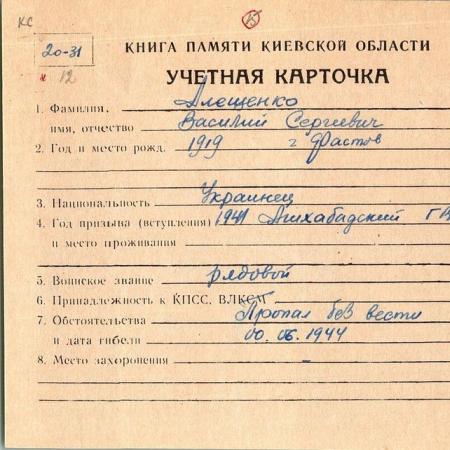 КС
5
20-31
КНИГА ПАМЯТИ КИЕВСКОЙ ОБЛАСТИ
и 12
УЧЕТНАЯ КАРТОЧКА
1. Фамилия, Алещенко
имя, отчество Василий Сергиевич
2. Год и место рожд. 1919 г Фастов
3. Национальность Украинец
4. Год призыва (вступления) 1941 Ашхабадский ГВ
и место проживания
5. Воинское звание рядовой
6. Принадлежность к КПСС, ВЛКСМ
7. Обстоятельства Пропал без вести
и дата гибели 00.06.1944
8. Место захоронения -